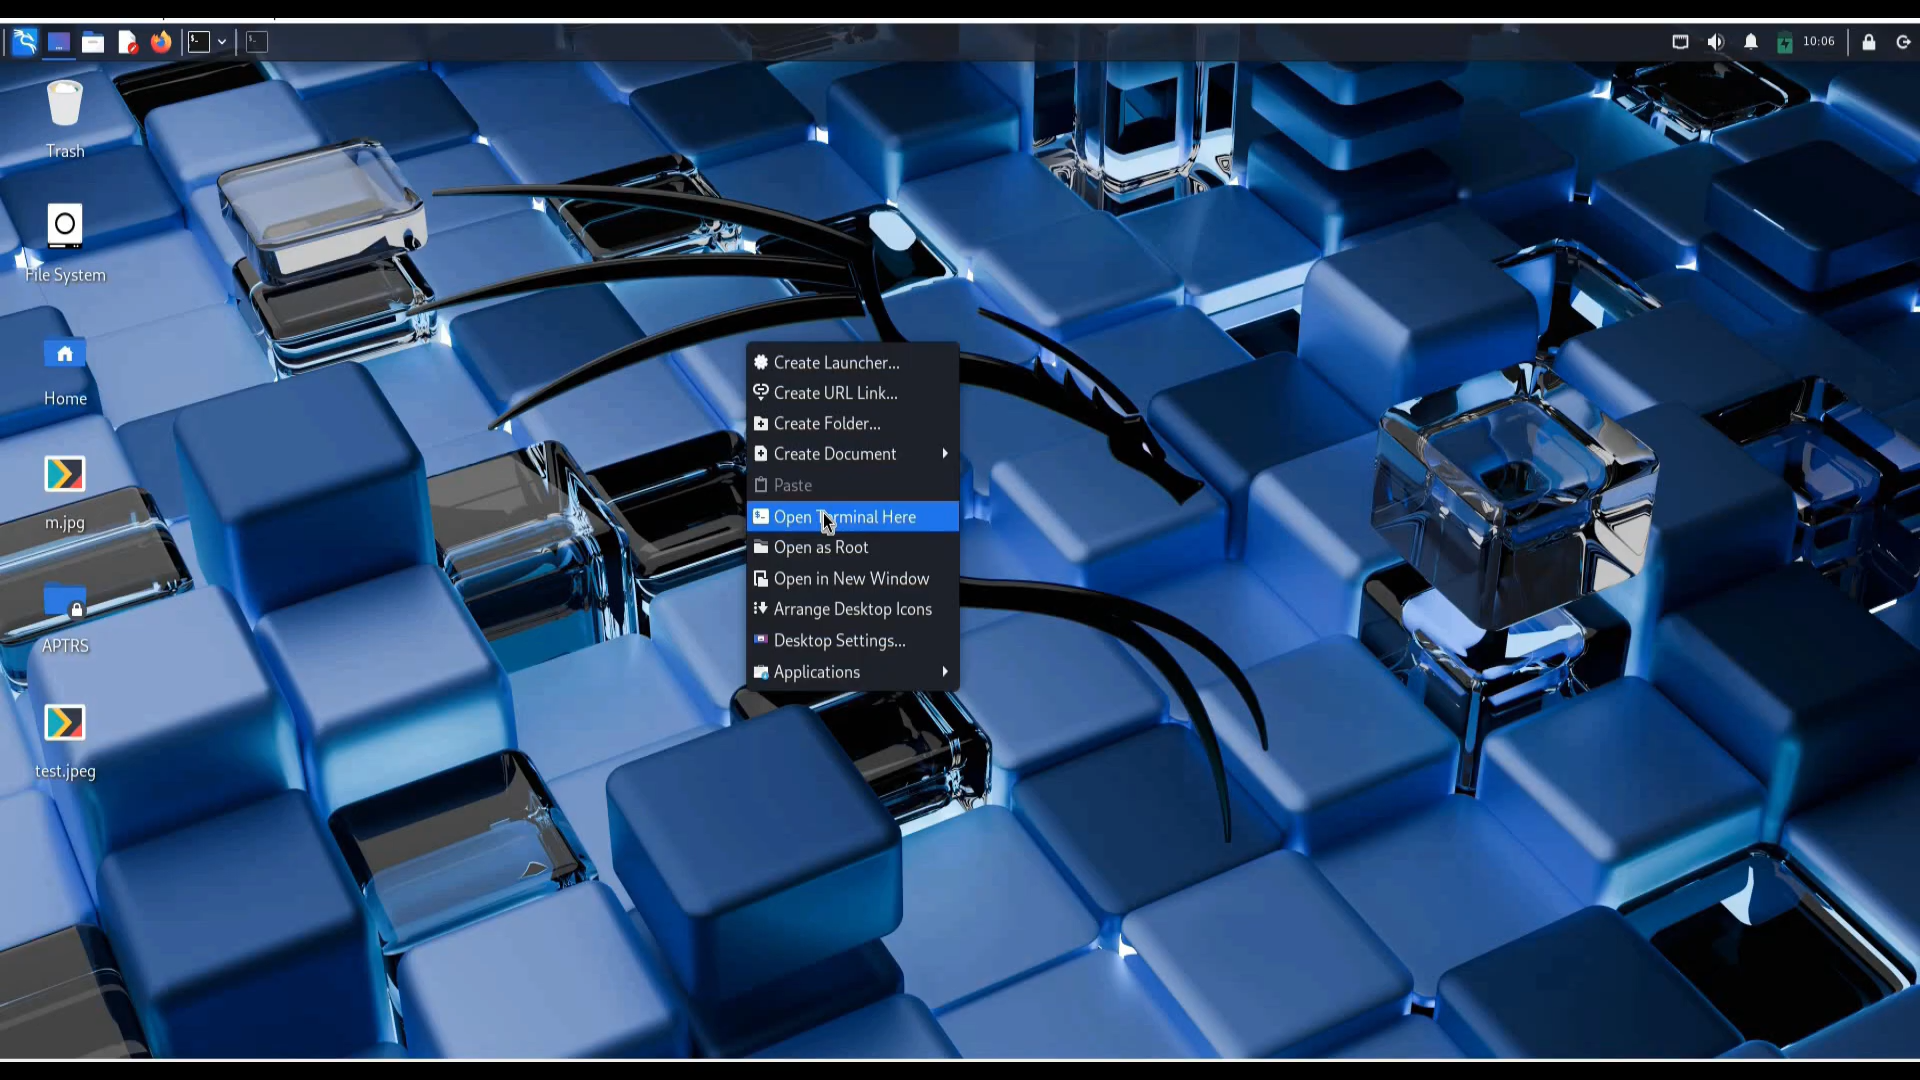 10:06
Trash
File System
Home
m.jpg
APTRS
test.jpeg
Create Launcher...
Create URL Link...
Create Folder...
Create Document
Paste
Open Terminal Here
Open as Root
Open in New Window
Arrange Desktop Icons
Desktop Settings...
Applications